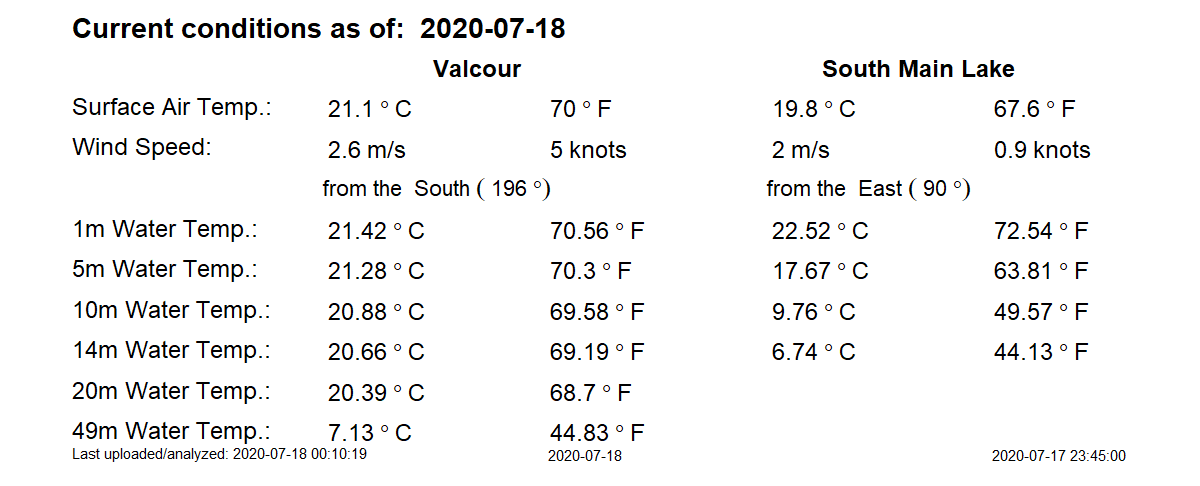 Current conditions as of: 2020-07-18
Valcour South Main Lake
Surface Air Temp.: 21.1 ° C 70 ° F 19.8 ° C 67.6 ° F
Wind Speed: 2.6 m/s 5 knots 2 m/s 0.9 knots
from the South ( 196 °) from the East ( 90 °)
1m Water Temp.: 21.42 ° C 70.56 ° F 22.52 ° C 72.54 ° F
5m Water Temp.: 21.28 ° C 70.3 ° F 17.67 ° C 63.81 ° F
10m Water Temp.: 20.88 ° C 69.58 ° F 9.76 ° C 49.57 ° F
14m Water Temp.: 20.66 ° C 69.19 ° F 6.74 ° C 44.13 ° F
20m Water Temp.: 20.39 ° C 68.7 ° F
49m Water Temp.: 7.13 ° C 44.83 ° F
Last uploaded/analyzed: 2020-07-18 00:10:19 2020-07-18 2020-07-17 23:45:00